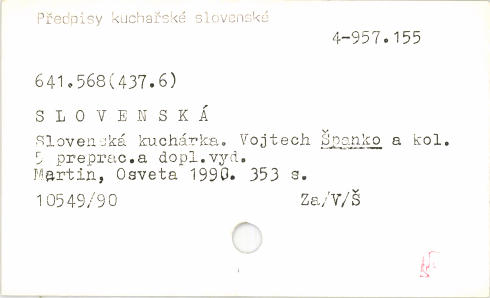 Předpisy kuchařské slovenské
4-957.155
641.568(437.6)
S L O V E N S K Á
Slovenská kuchárka. Vojtech Španko a kol.
5 preprac.a dopl.vyd.
Martin, Osveta 1990. 353 s.
10549/90 Za/V/Š